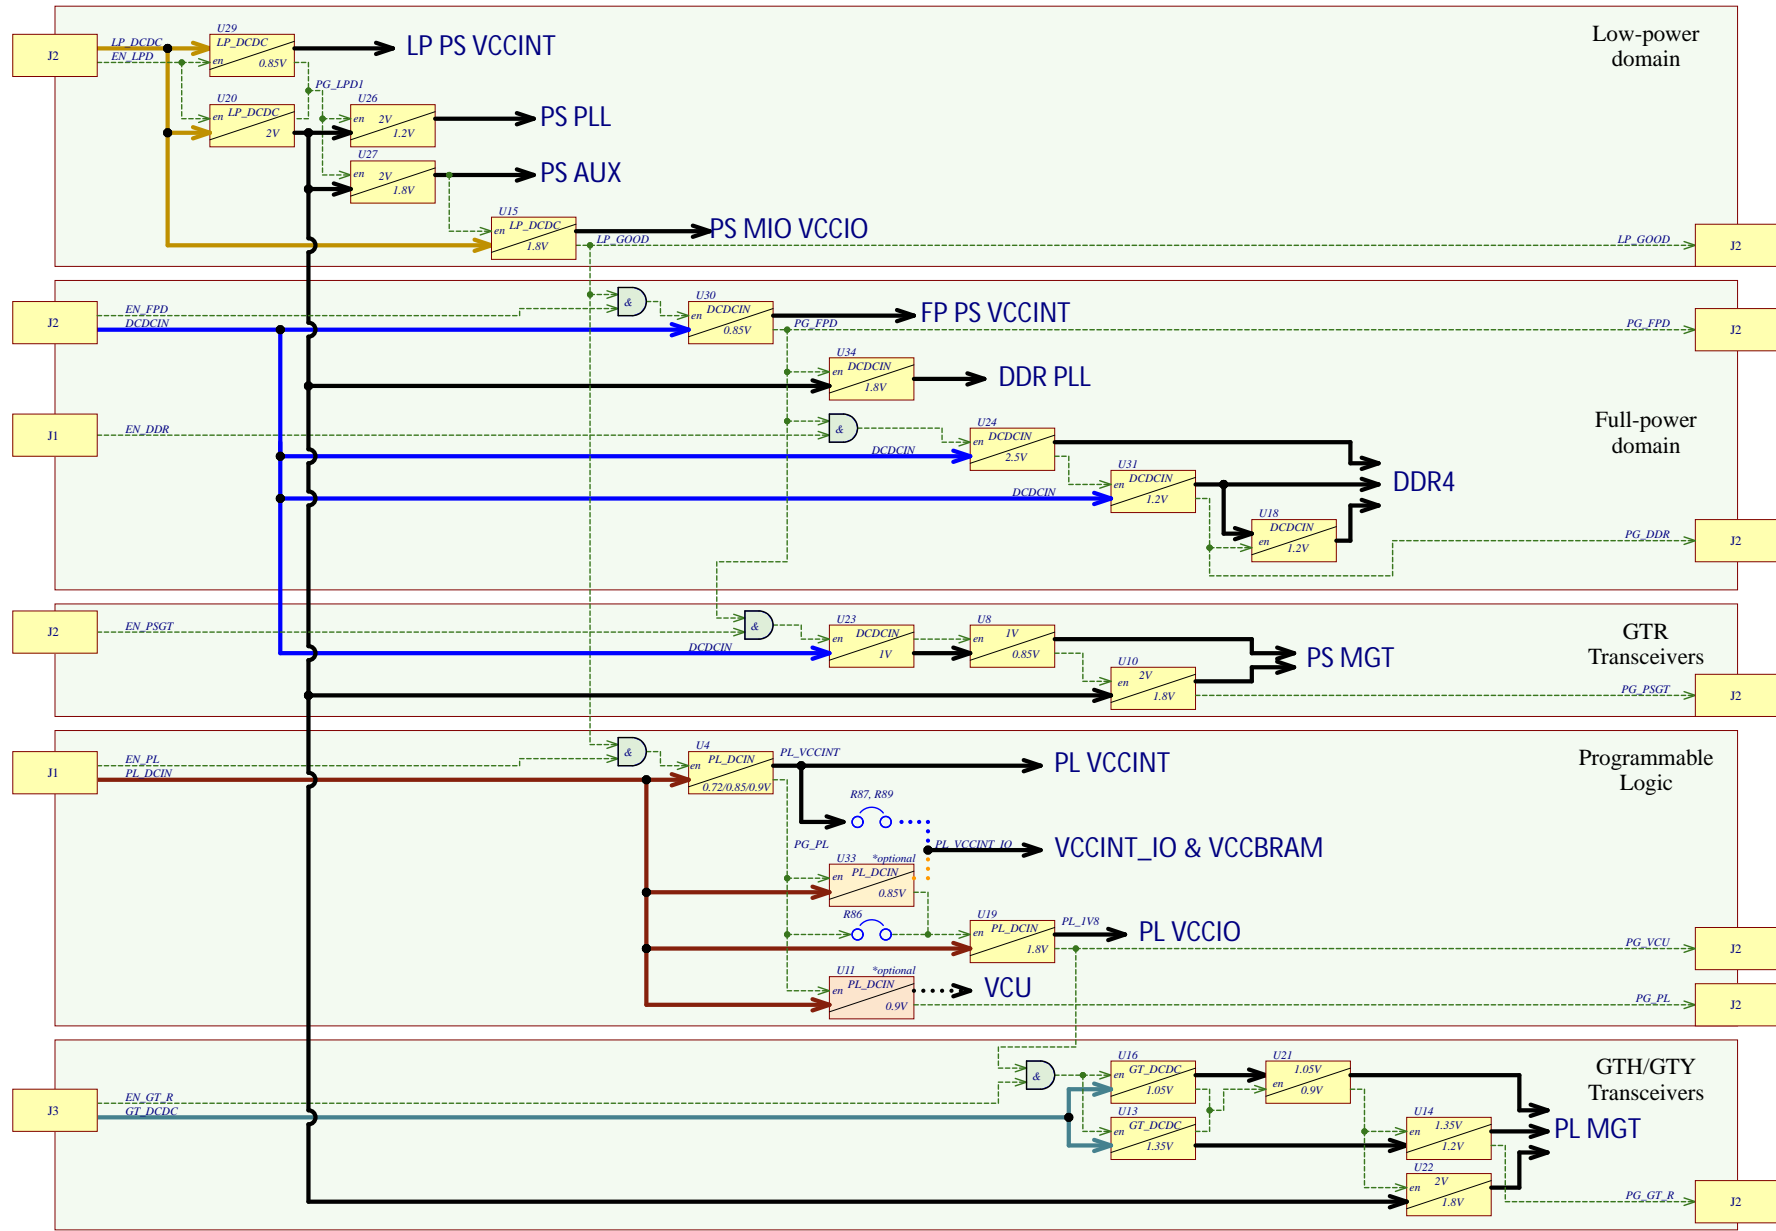 Low-power
domain
J2
LP_DCDC
EN_LPD
U29
LP_DCDC
en
0.85V
LP PS VCCINT
PG_LPD1
U20
en
LP_DCDC
2V
U26
en
2V
1.2V
PS PLL
U27
en
2V
1.8V
PS AUX
U15
en
LP_DCDC
1.8V
PS MIO VCCIO
LP_GOOD
LP_GOOD
J2
Full-power
domain
J2
EN_FPD
DCDCIN
&
U30
DCDCIN
en
0.85V
FP PS VCCINT
PG_FPD
PG_FPD
J2
U34
DCDCIN
en
1.8V
DDR PLL
J1
EN_DDR
&
U24
DCDCIN
en
2.5V
DCDCIN
U31
DCDCIN
en
1.2V
DCDCIN
DDR4
U18
DCDCIN
en
1.2V
PG_DDR
J2
GTR
Transceivers
J2
EN_PSGT
&
U23
DCDCIN
en
1V
DCDCIN
U8
1V
en
0.85V
U10
2V
en
1.8V
PS MGT
PG_PSGT
J2
Programmable
Logic
J1
EN_PL
PL_DCIN
&
U4
PL_DCIN
en
0.72/0.85/0.9V
PL_VCCINT
PL VCCINT
R87, R89
PG_PL
PL_VCCINT_IO
VCCINT_IO & VCCBRAM
U33 *optional
PL_DCIN
en
0.85V
R86
U19
PL_DCIN
en
1.8V
PL_1V8
PL VCCIO
PG_VCU
J2
U11 *optional
PL_DCIN
en
0.9V
VCU
PG_PL
J2
GTH/GTY
Transceivers
J3
EN_GT_R
GT_DCDC
&
U16
GT_DCDC
en
1.05V
U21
1.05V
en
0.9V
U13
GT_DCDC
en
1.35V
U14
1.35V
en
1.2V
PL MGT
U22
2V
en
1.8V
PG_GT_R
J2